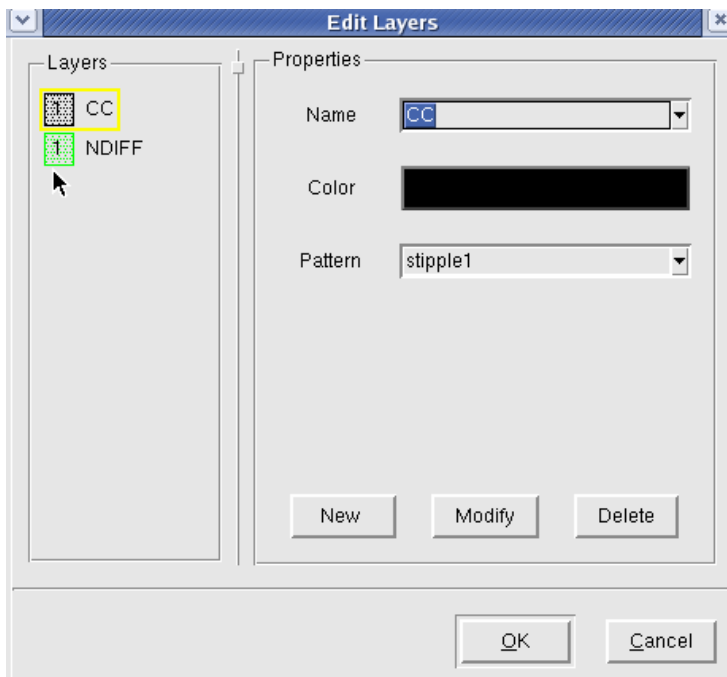 Edit Layers
Layers
1 CC
1 NDIFF
Properties
Name CC
Color
Pattern stipple1
New Modify Delete
OK Cancel